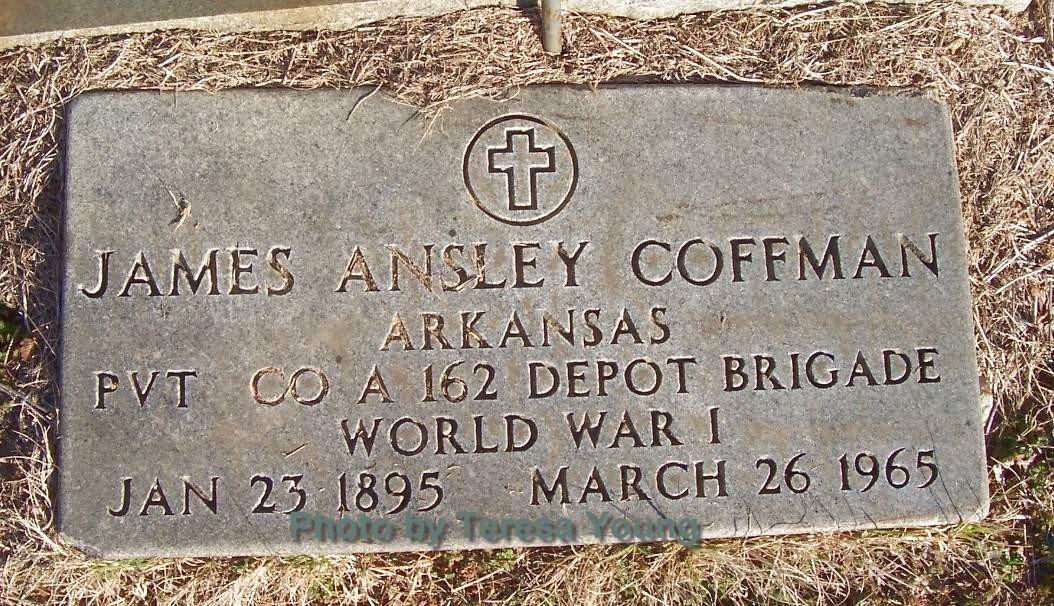 JAMES ANSLEY COFFMAN
ARKANSAS
PVT CO A 162 DEPOT BRIGADE
WORLD WAR I
JAN 23 1895 MARCH 26 1965
Photo by Teresa Young